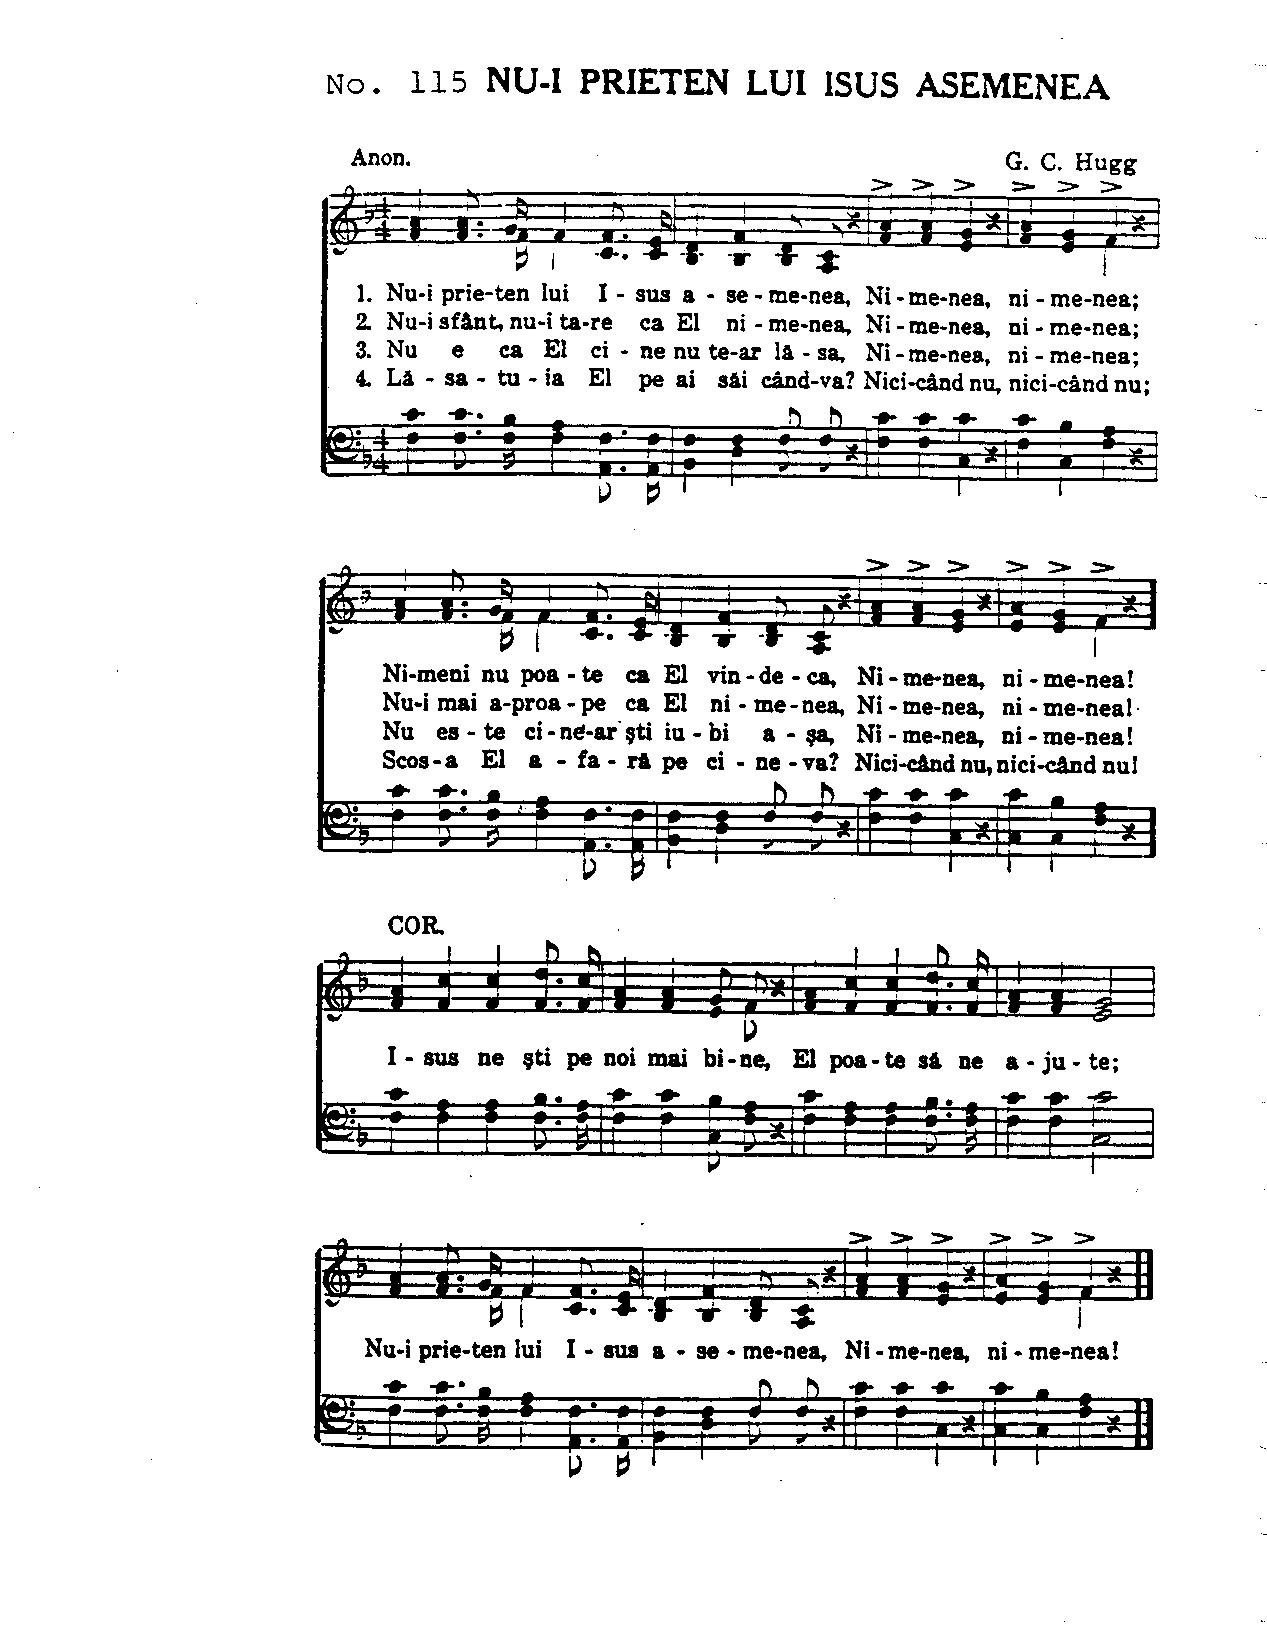 No. 115 NU-I PRIETEN LUI ISUS ASEMENEA
Anon.
G. C. Hugg
1. Nu-i prie-ten lui I - sus a - se - me-nea, Ni - me-nea, ni - me-nea;
2. Nu-i sfânt, nu-i ta-re ca El ni - me-nea, Ni - me-nea, ni - me-nea;
3. Nu e ca El ci - ne nu te-ar lă - sa, Ni - me-nea, ni - me-nea;
4. Lă - sa - tu - ia El pe ai săi când-va? Nici-când nu, nici-când nu;
Ni-meni nu poa - te ca El vin - de - ca, Ni - me-nea, ni - me-nea!
Nu-i mai a-proa - pe ca El ni - me-nea, Ni - me-nea, ni - me-nea!
Nu es - te ci-ne-ar şti iu - bi a - şa, Ni - me-nea, ni - me-nea!
Scos-a El a - fa - ră pe ci - ne - va? Nici-când nu, nici-când nu!
COR.
I - sus ne şti pe noi mai bi-ne, El poa-te să ne a - ju - te;
Nu-i prie-ten lui I - sus a - se - me-nea, Ni - me-nea, ni - me-nea!